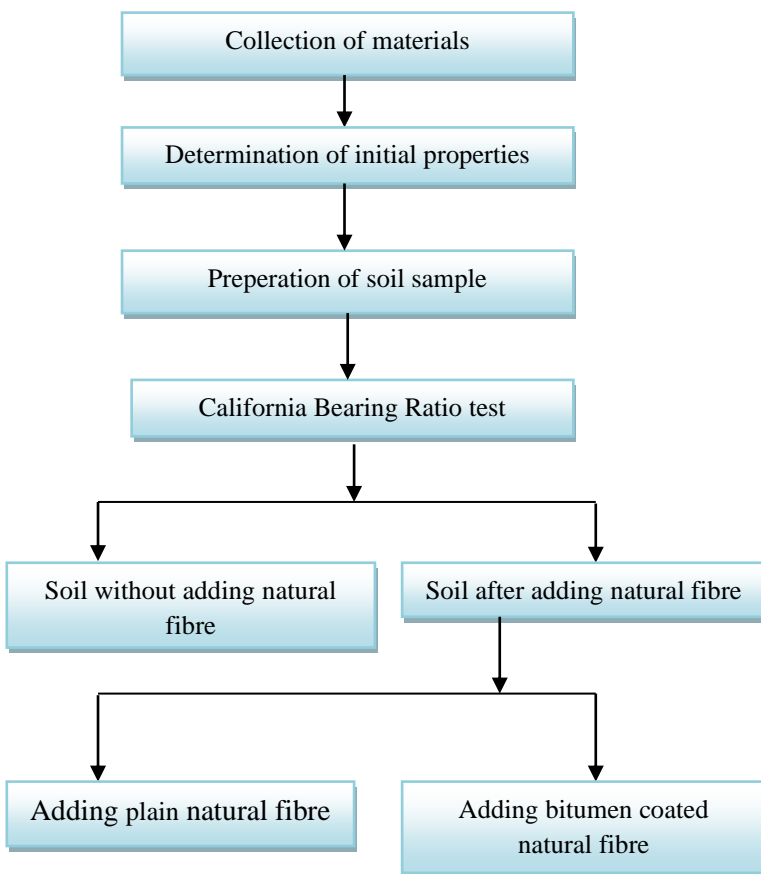 Collection of materials
Determination of initial properties
Preperation of soil sample
California Bearing Ratio test
Soil without adding natural
fibre
Soil after adding natural fibre
Adding plain natural fibre
Adding bitumen coated
natural fibre